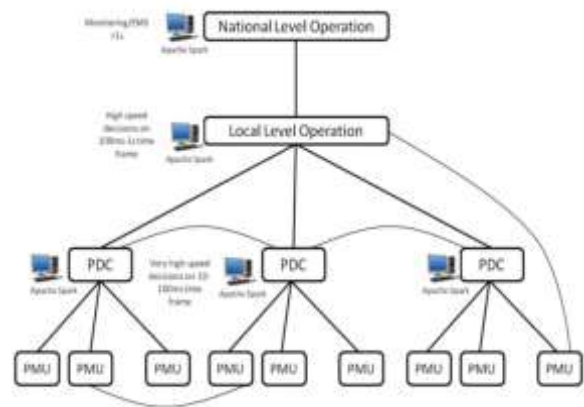 Monitoring/EMS
>1s
National Level Operation
Apache Spark
High speed
decisions on
100ms-1s time
frame
Local Level Operation
Apache Spark
PDC
PDC
PDC
Apache Spark
Very high speed
decisions on 10-
100ms time
frame
Apache Spark
Apache Spark
PMU
PMU
PMU
PMU
PMU
PMU
PMU
PMU
PMU